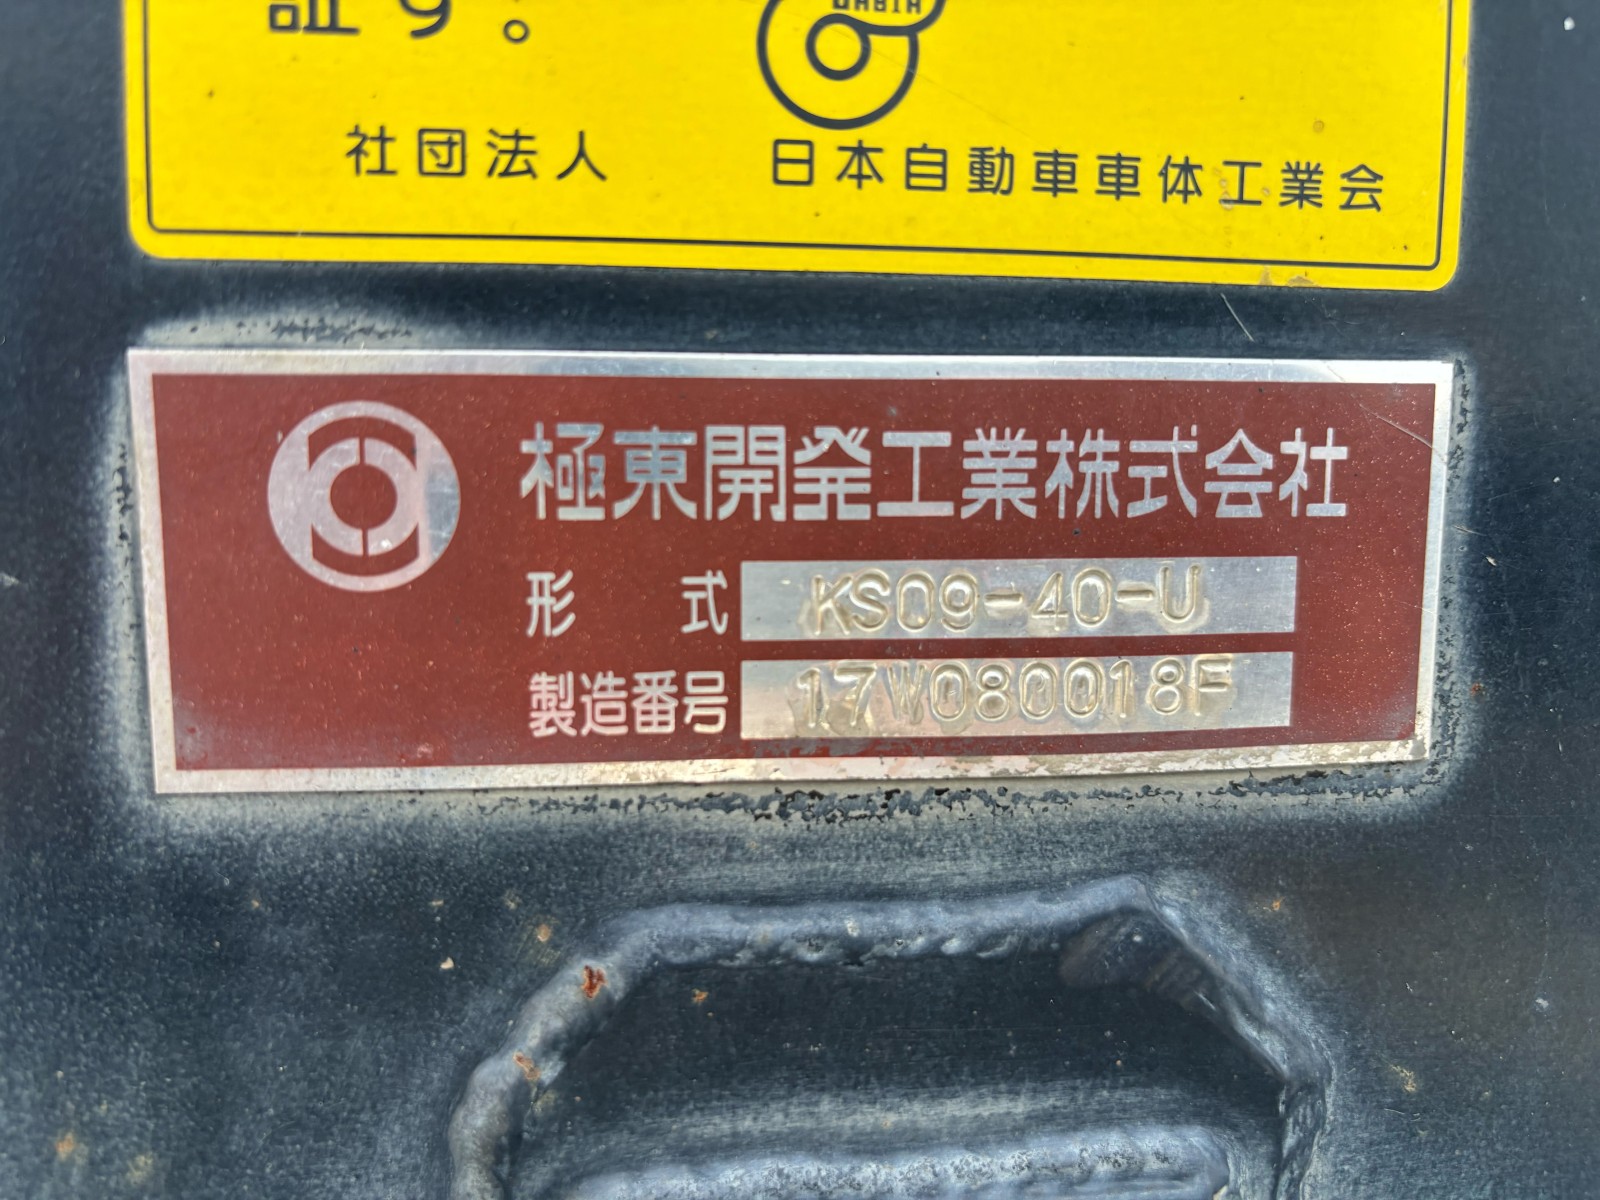 証す。
JABIA
社団法人 日本自動車車体工業会
極東開発工業株式会社
形式 KS09-40-U
製造番号 17W080018F